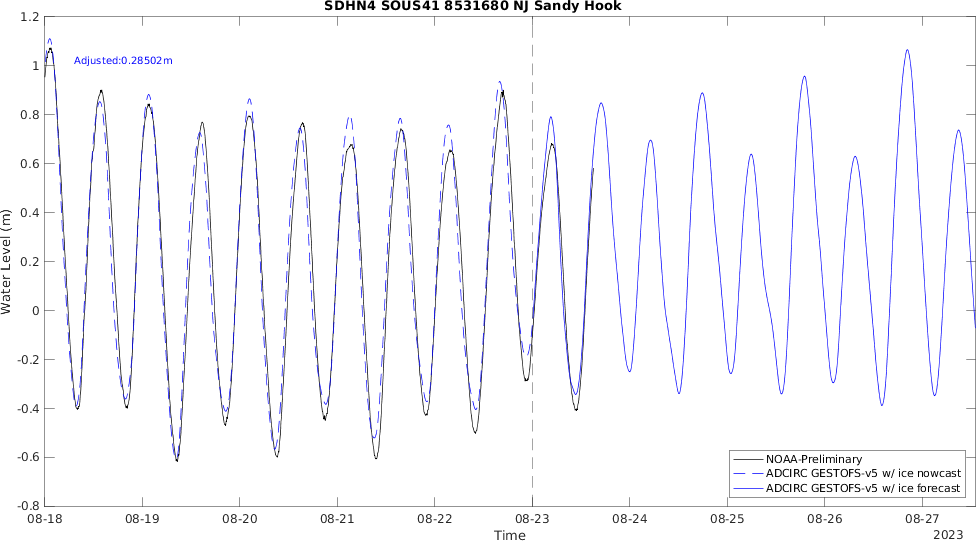 SDHN4 SOUS41 8531680 NJ Sandy Hook
Adjusted:0.28502m
Water Level (m)
1.2
1
0.8
0.6
0.4
0.2
0
-0.2
-0.4
-0.6
-0.8
NOAA-Preliminary
ADCIRC GESTOFS-v5 w/ ice nowcast
ADCIRC GESTOFS-v5 w/ ice forecast
08-18 08-19 08-20 08-21 08-22 08-23 08-24 08-25 08-26 08-27
Time
2023